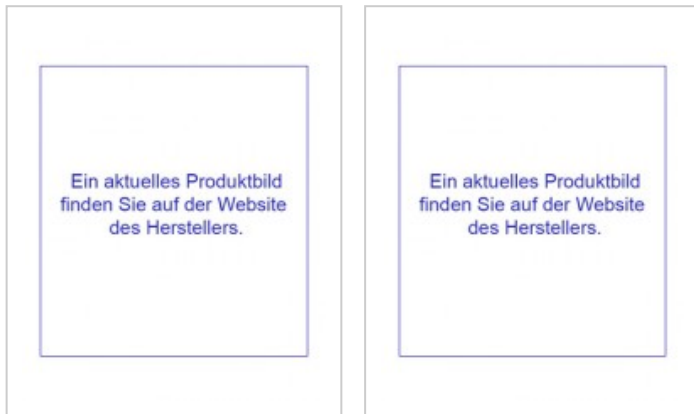 Ein aktuelles Produktbild
finden Sie auf der Website
des Herstellers.
Ein aktuelles Produktbild
finden Sie auf der Website
des Herstellers.